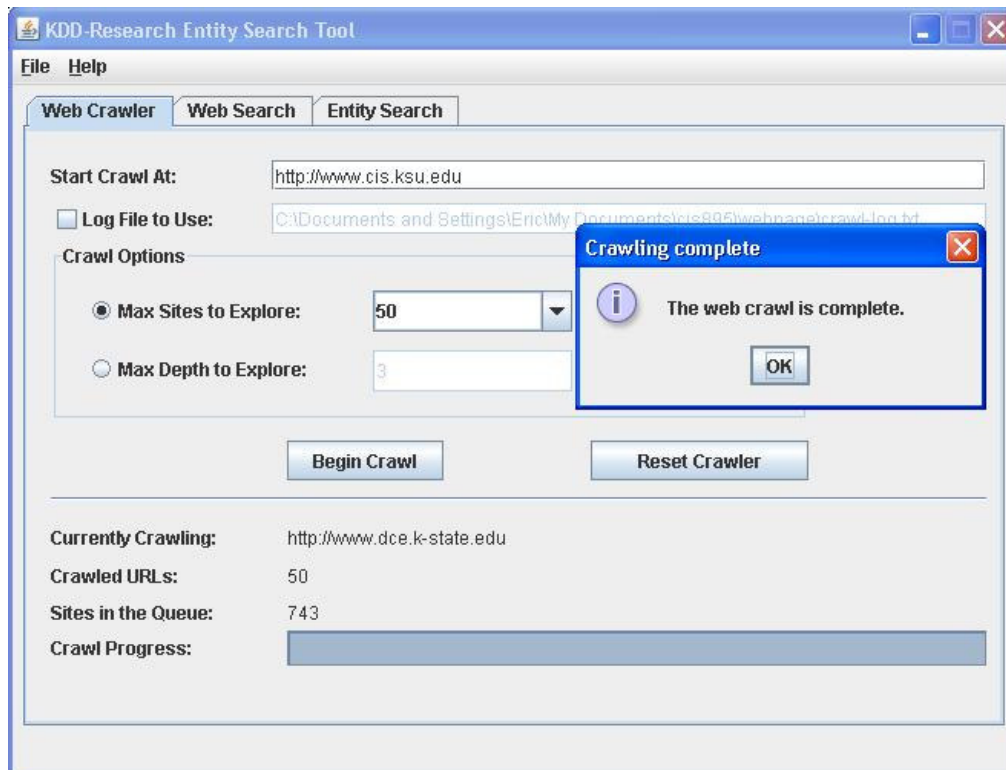 KDD-Research Entity Search Tool
File Help
Web Crawler Web Search Entity Search
Start Crawl At: http://www.cis.ksu.edu
Log File to Use: C:\Documents and Settings\Eric\My Documents\cis895\webpage\crawl-log.txt
Crawling complete
The web crawl is complete.
OK
Crawl Options
Max Sites to Explore: 50
Max Depth to Explore: 3
Begin Crawl Reset Crawler
Currently Crawling: http://www.dce.k-state.edu
Crawled URLs: 50
Sites in the Queue: 743
Crawl Progress: